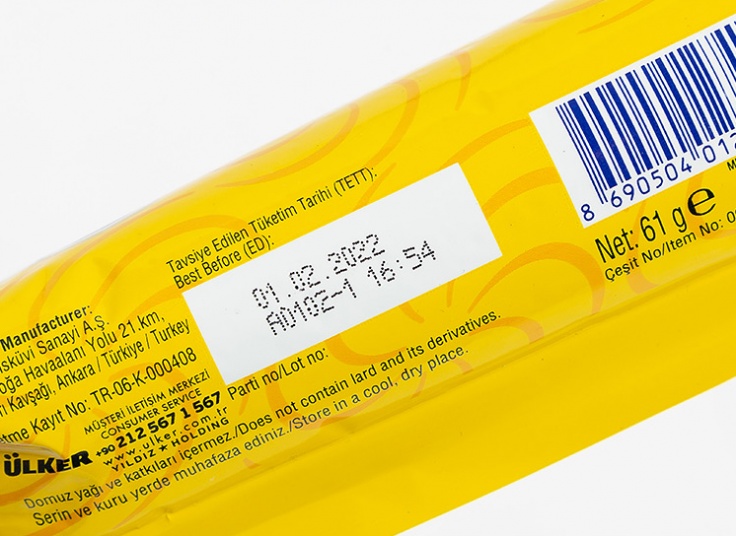 Tavsiye Edilen Tüketim Tarihi (TETT):
Best Before (ED):
01.02.2022
A0102-1 16:54
Parti no/Lot no:
8 690504 012
Net: 61 g e
Çeşit No/Item No:
Manufacturer:
Sanayi A.Ş.
Havaalanı Yolu 21.km,
Kavşağı, Ankara / Türkiye / Turkey
Kayıt No: TR-06-K-000408
MÜŞTERİ İLETİŞİM MERKEZİ
CONSUMER SERVICE
+90 212 567 1 567
www.ulker.com.tr
YILDIZ ★ HOLDING
ÜLKER
Domuz yağı ve katkıları içermez./Does not contain lard and its derivatives.
Serin ve kuru yerde muhafaza ediniz./Store in a cool, dry place.